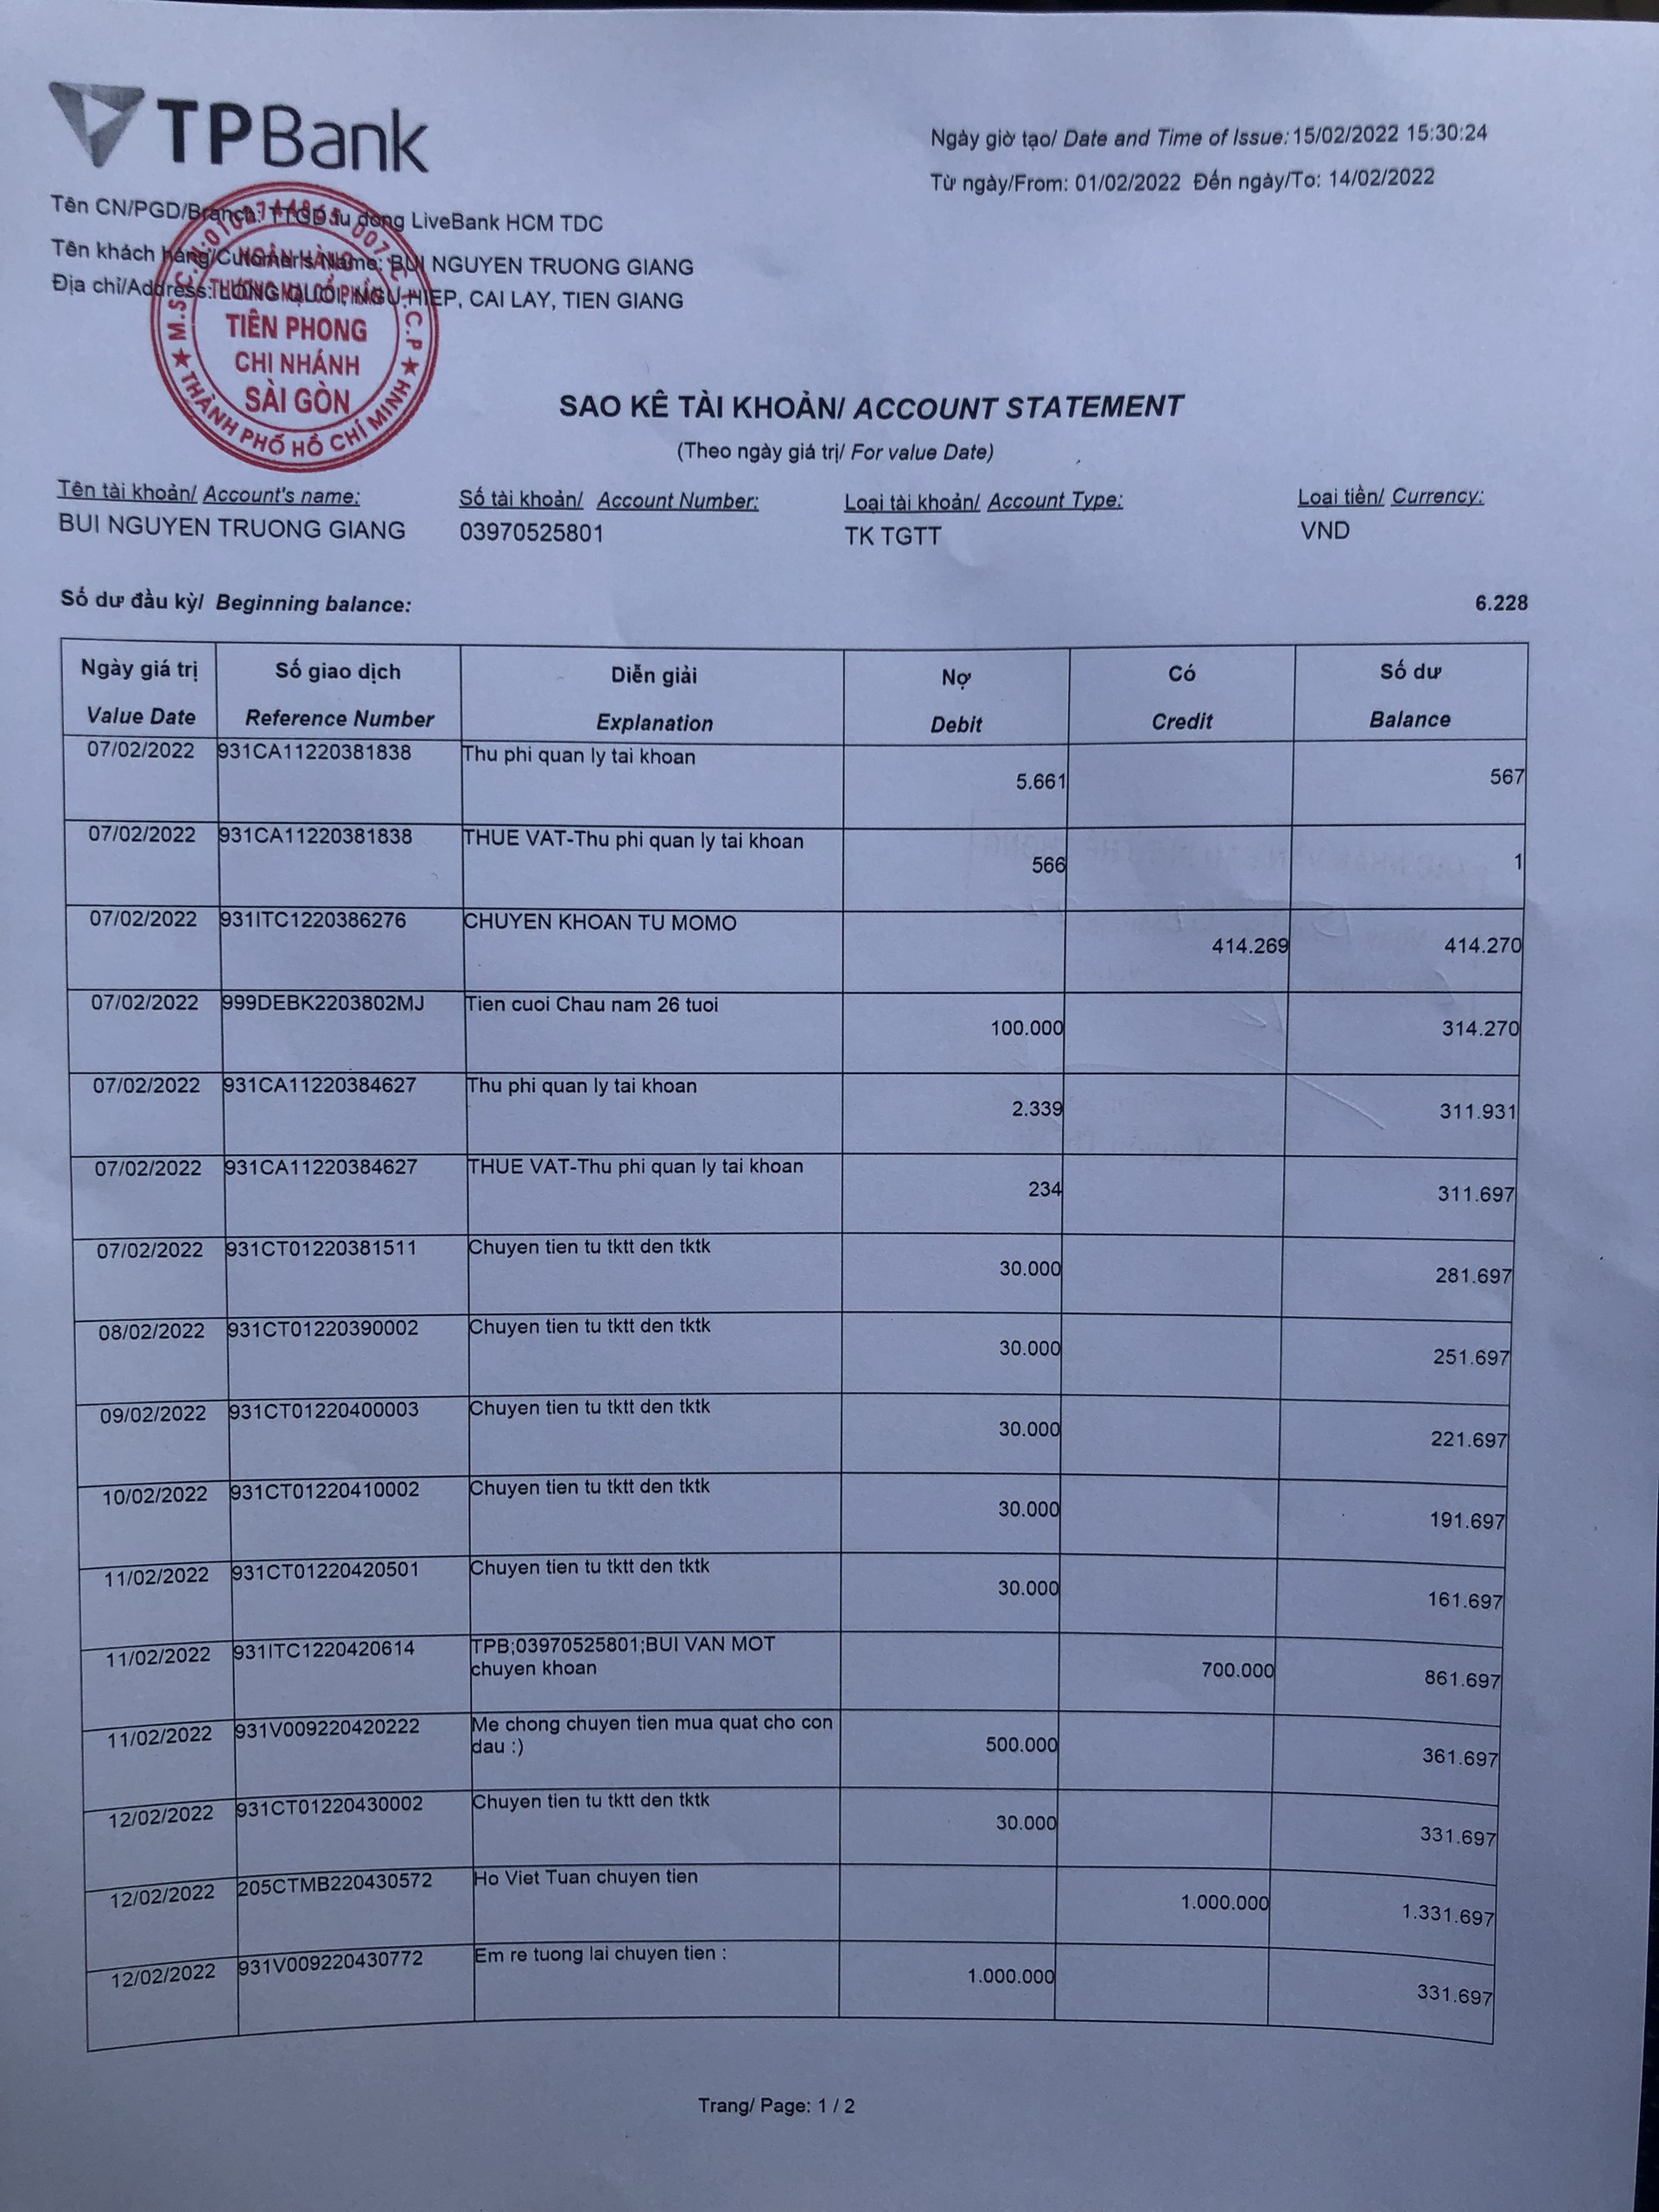 TPBank
Ngày giờ tạo/ Date and Time of Issue: 15/02/2022 15:30:24
Từ ngày/From: 01/02/2022 Đến ngày/To: 14/02/2022
Tên CN/PGD/Branch: TTGD tu dong LiveBank HCM TDC
Tên khách hàng/Cutomer's Name: BUI NGUYEN TRUONG GIANG
Địa chỉ/Address: LONG QUOI, NGU HIEP, CAI LAY, TIEN GIANG
TIÊN PHONG
CHI NHÁNH
SÀI GÒN
THÀNH PHỐ HỒ CHÍ MINH
SAO KÊ TÀI KHOẢN/ ACCOUNT STATEMENT
(Theo ngày giá trị/ For value Date)
Tên tài khoản/ Account's name: Số tài khoản/ Account Number: Loại tài khoản/ Account Type: Loại tiền/ Currency:
BUI NGUYEN TRUONG GIANG 03970525801 TK TGTT VND
Số dư đầu kỳ/ Beginning balance: 6.228
Ngày giá trị Số giao dịch Diễn giải Nợ Có Số dư
Value Date Reference Number Explanation Debit Credit Balance
07/02/2022 931CA11220381838 Thu phi quan ly tai khoan 5.661 567
07/02/2022 931CA11220381838 THUE VAT-Thu phi quan ly tai khoan 566 1
07/02/2022 931ITC1220386276 CHUYEN KHOAN TU MOMO 414.269 414.270
07/02/2022 999DEBK2203802MJ Tien cuoi Chau nam 26 tuoi 100.000 314.270
07/02/2022 931CA11220384627 Thu phi quan ly tai khoan 2.339 311.931
07/02/2022 931CA11220384627 THUE VAT-Thu phi quan ly tai khoan 234 311.697
07/02/2022 931CT01220381511 Chuyen tien tu tktt den tktk 30.000 281.697
08/02/2022 931CT01220390002 Chuyen tien tu tktt den tktk 30.000 251.697
09/02/2022 931CT01220400003 Chuyen tien tu tktt den tktk 30.000 221.697
10/02/2022 931CT01220410002 Chuyen tien tu tktt den tktk 30.000 191.697
11/02/2022 931CT01220420501 Chuyen tien tu tktt den tktk 30.000 161.697
11/02/2022 931ITC1220420614 TPB;03970525801;BUI VAN MOT
chuyen khoan 700.000 861.697
11/02/2022 931V009220420222 Me chong chuyen tien mua quat cho con
dau :) 500.000 361.697
12/02/2022 931CT01220430002 Chuyen tien tu tktt den tktk 30.000 331.697
12/02/2022 205CTMB220430572 Ho Viet Tuan chuyen tien 1.000.000 1.331.697
12/02/2022 931V009220430772 Em re tuong lai chuyen tien : 1.000.000 331.697
Trang/ Page: 1 / 2